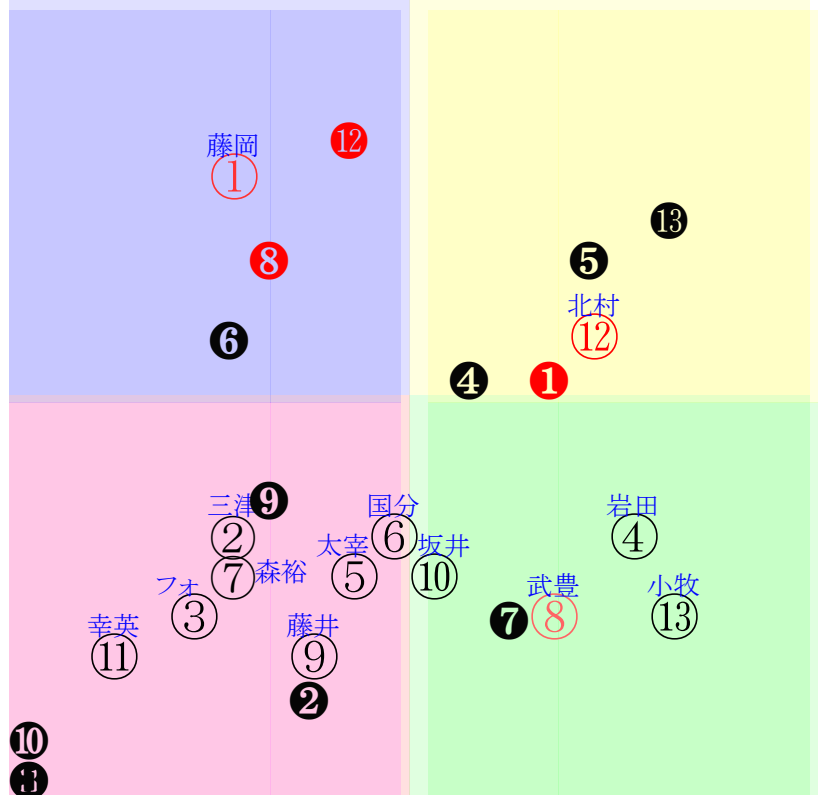 藤岡
①
⓬
⓭
❽
❺
北村
⑫
❻
❹
❶
三津
❾
国分
岩田
②
⑥
④
太宰
坂井
⑦
森裕
⑤
⑩
フォ
武豊
小牧
③
❼
⑧
⑬
幸英
藤井
⑪
⑨
❷
❿